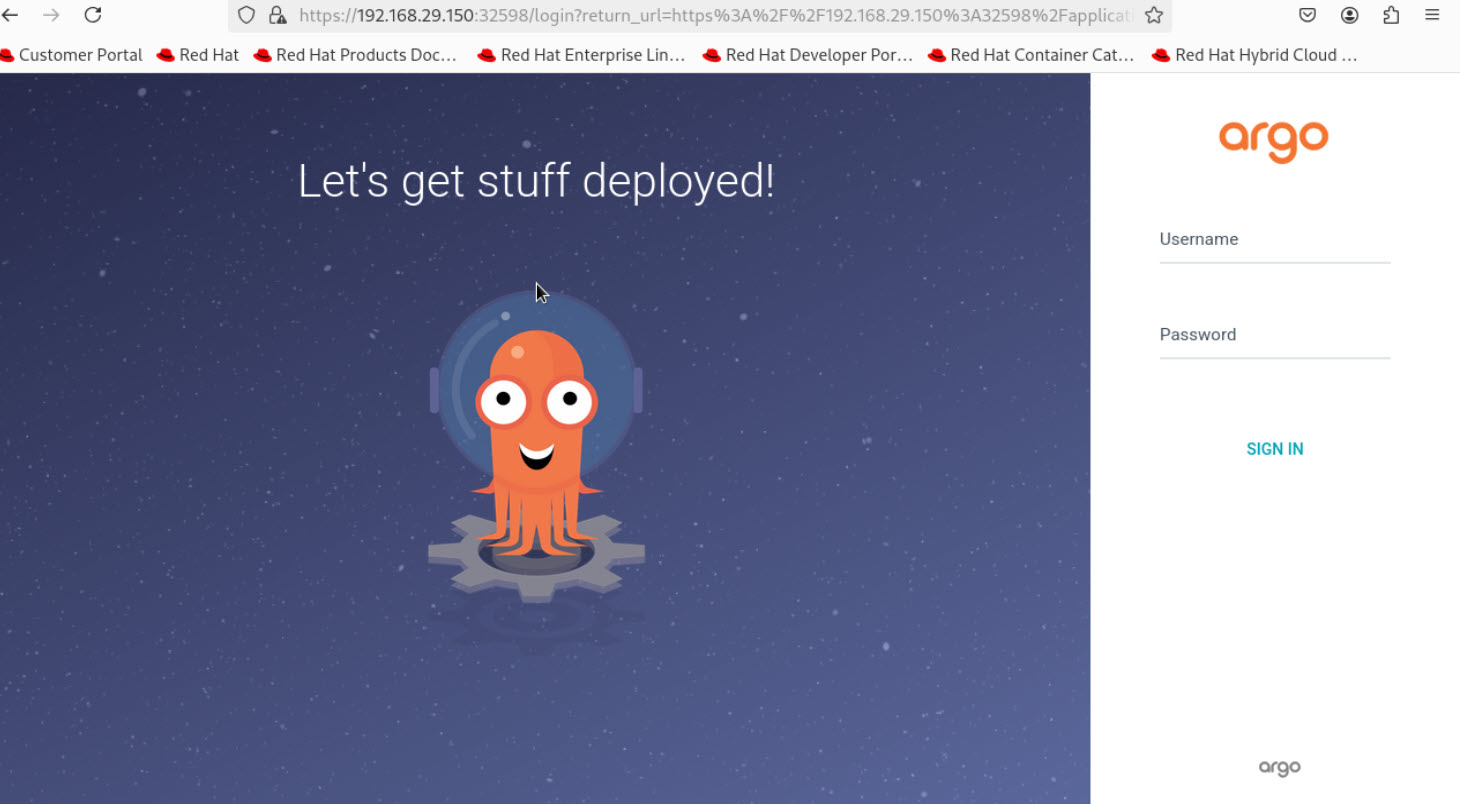 https://192.168.29.150:32598/login?return_url=https%3A%2F%2F192.168.29.150%3A32598%2Fapplicati
Customer Portal Red Hat Red Hat Products Doc... Red Hat Enterprise Lin... Red Hat Developer Por... Red Hat Container Cat... Red Hat Hybrid Cloud ...
Let's get stuff deployed!
argo
Username
Password
SIGN IN
argo